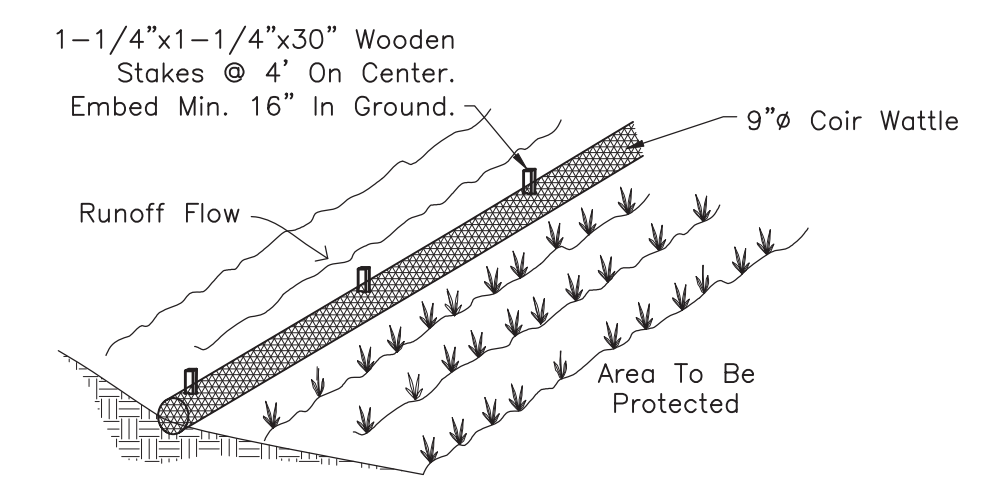 1-1/4"x1-1/4"x30" Wooden
Stakes @ 4' On Center.
Embed Min. 16" In Ground.
9"ø Coir Wattle
Runoff Flow
Area To Be
Protected